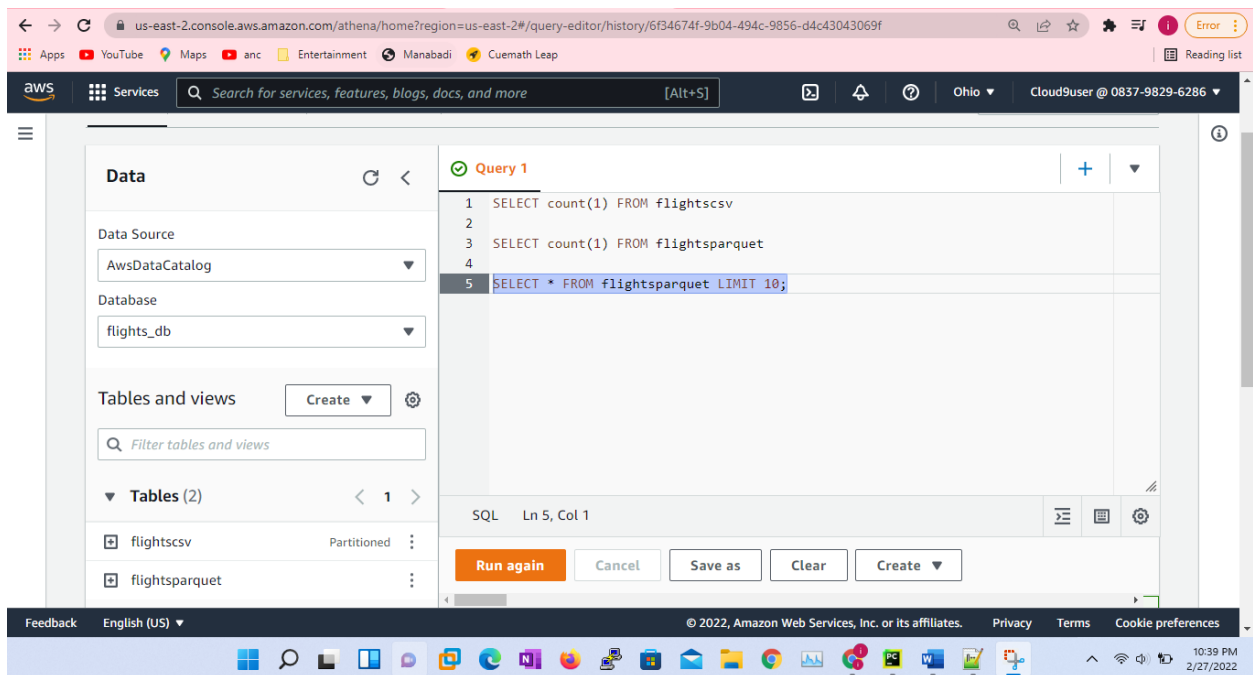 us-east-2.console.aws.amazon.com/athena/home?region=us-east-2#/query-editor/history/6f34674f-9b04-494c-9856-d4c43043069f
i
Error
Apps YouTube Maps anc Entertainment Manabadi Cuemath Leap Reading list
aws Services Search for services, features, blogs, docs, and more [Alt+S] Ohio ▼ Cloud9user @ 0837-9829-6286 ▼
Data
Query 1
1 SELECT count(1) FROM flightscsv
2
3 SELECT count(1) FROM flightsparquet
4
5 SELECT * FROM flightsparquet LIMIT 10;
Data Source
AwsDataCatalog
Database
flights_db
Tables and views
Create ▼
Filter tables and views
Tables (2)
< 1 >
flightscsv Partitioned
flightsparquet
SQL Ln 5, Col 1
Run again Cancel Save as Clear Create ▼
Feedback English (US) ▼ © 2022, Amazon Web Services, Inc. or its affiliates. Privacy Terms Cookie preferences
10:39 PM
2/27/2022